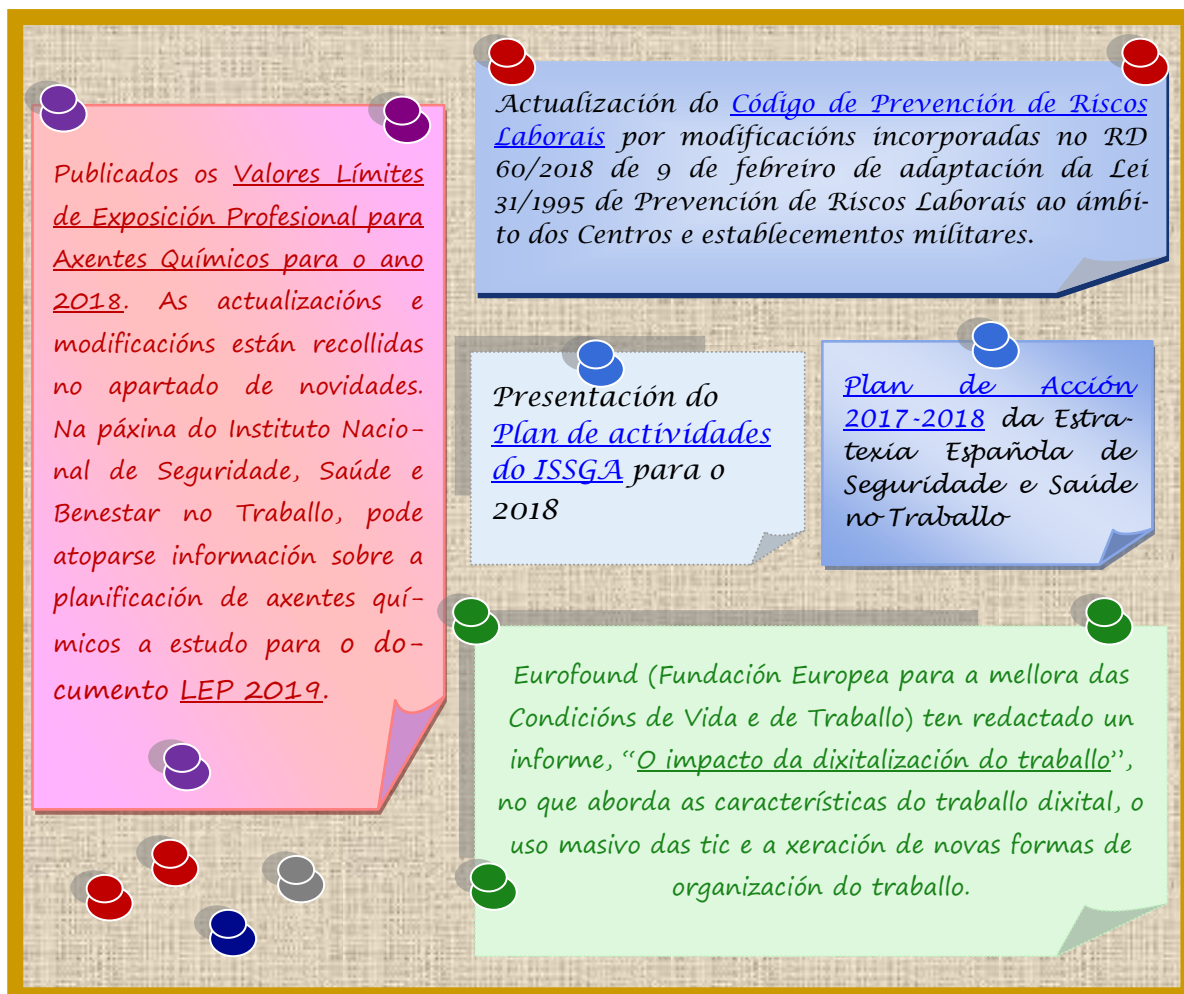 Publicados os Valores Límites
de Exposición Profesional para
Axentes Químicos para o ano
2018. As actualizacións e
modificacións están recollidas
no apartado de novidades.
Na páxina do Instituto Nacio-
nal de Seguridade, Saúde e
Benestar no Traballo, pode
atoparse información sobre a
planificación de axentes quí-
micos a estudo para o do-
cumento LEP 2019.
Actualización do Código de Prevención de Riscos
Laborais por modificacións incorporadas no RD
60/2018 de 9 de febreiro de adaptación da Lei
31/1995 de Prevención de Riscos Laborais ao ámbi-
to dos Centros e establecementos militares.
Presentación do
Plan de actividades
do ISSGA para o
2018
Plan de Acción
2017-2018 da Estra-
texia Española de
Seguridade e Saúde
no Traballo
Eurofound (Fundación Europea para a mellora das
Condicións de Vida e de Traballo) ten redactado un
informe, “O impacto da dixitalización do traballo”,
no que aborda as características do traballo dixital, o
uso masivo das tic e a xeración de novas formas de
organización do traballo.